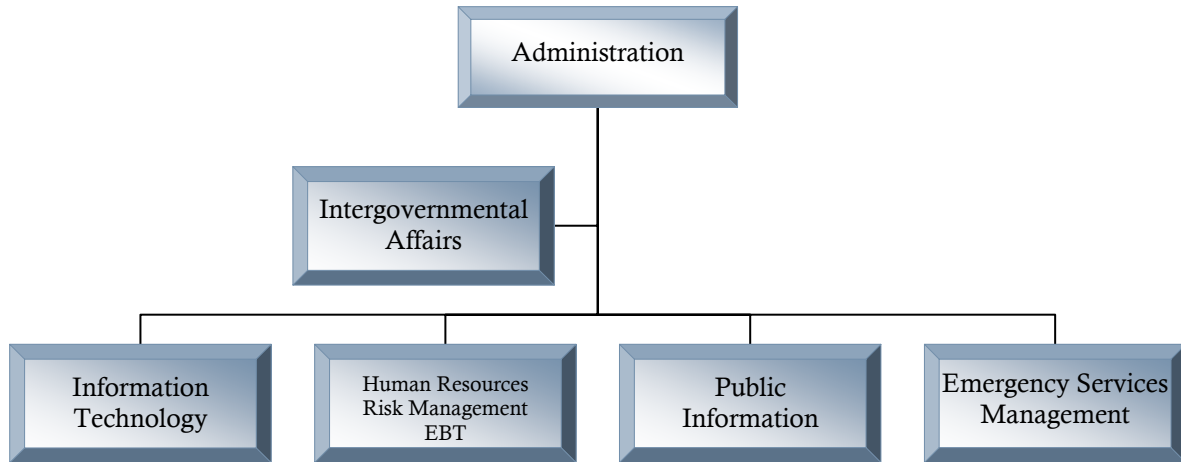 Administration
Intergovernmental
Affairs
Information
Technology
Human Resources
Risk Management
EBT
Public
Information
Emergency Services
Management